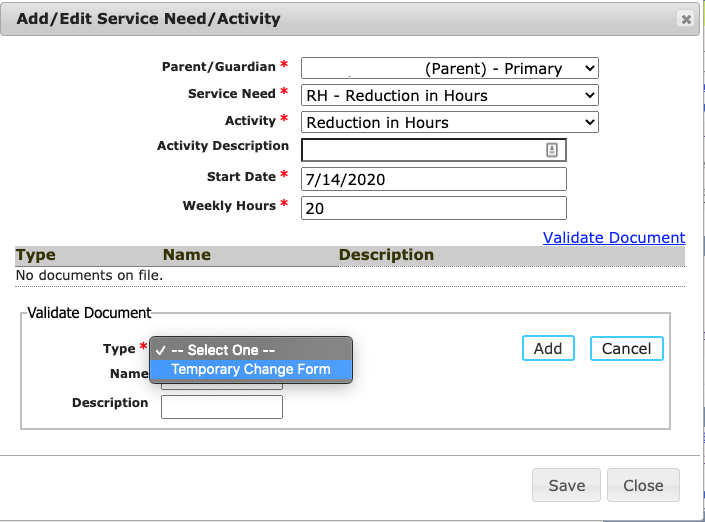 Add/Edit Service Need/Activity
Parent/Guardian * (Parent) - Primary
Service Need * RH - Reduction in Hours
Activity * Reduction in Hours
Activity Description
Start Date * 7/14/2020
Weekly Hours * 20
Validate Document
Type Name Description
No documents on file.
Validate Document
Type * ✓ -- Select One -- Add Cancel
Temporary Change Form
Name
Description
Save Close